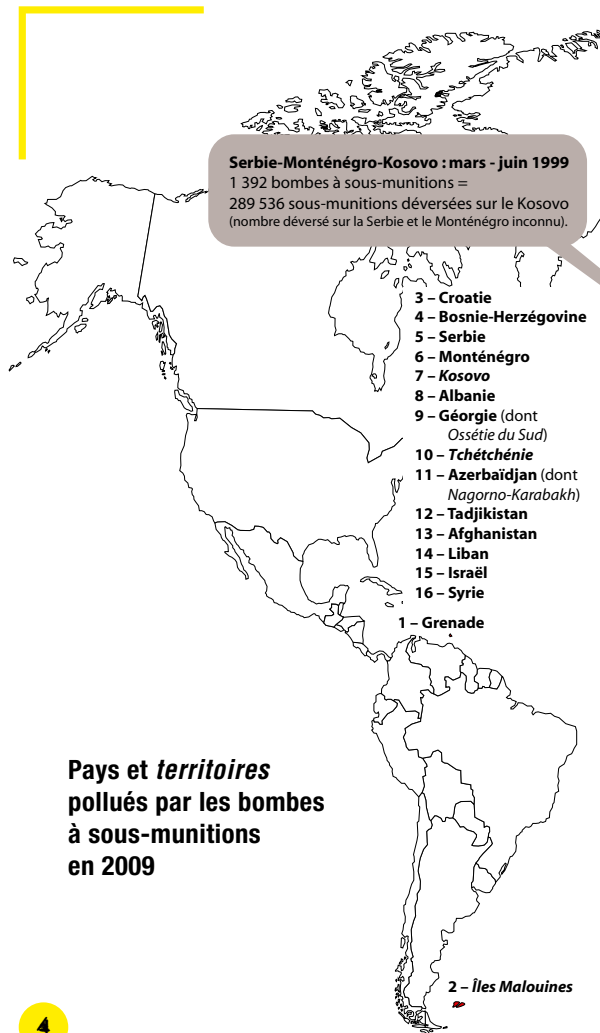 Serbie-Monténégro-Kosovo : mars - juin 1999
1 392 bombes à sous-munitions =
289 536 sous-munitions déversées sur le Kosovo
(nombre déversé sur la Serbie et le Monténégro inconnu).
3 – Croatie
4 – Bosnie-Herzégovine
5 – Serbie
6 – Monténégro
7 – Kosovo
8 – Albanie
9 – Géorgie (dont
Ossétie du Sud)
10 – Tchétchénie
11 – Azerbaïdjan (dont
Nagorno-Karabakh)
12 – Tadjikistan
13 – Afghanistan
14 – Liban
15 – Israël
16 – Syrie
1 – Grenade
Pays et territoires
pollués par les bombes
à sous-munitions
en 2009
2 – Îles Malouines
4